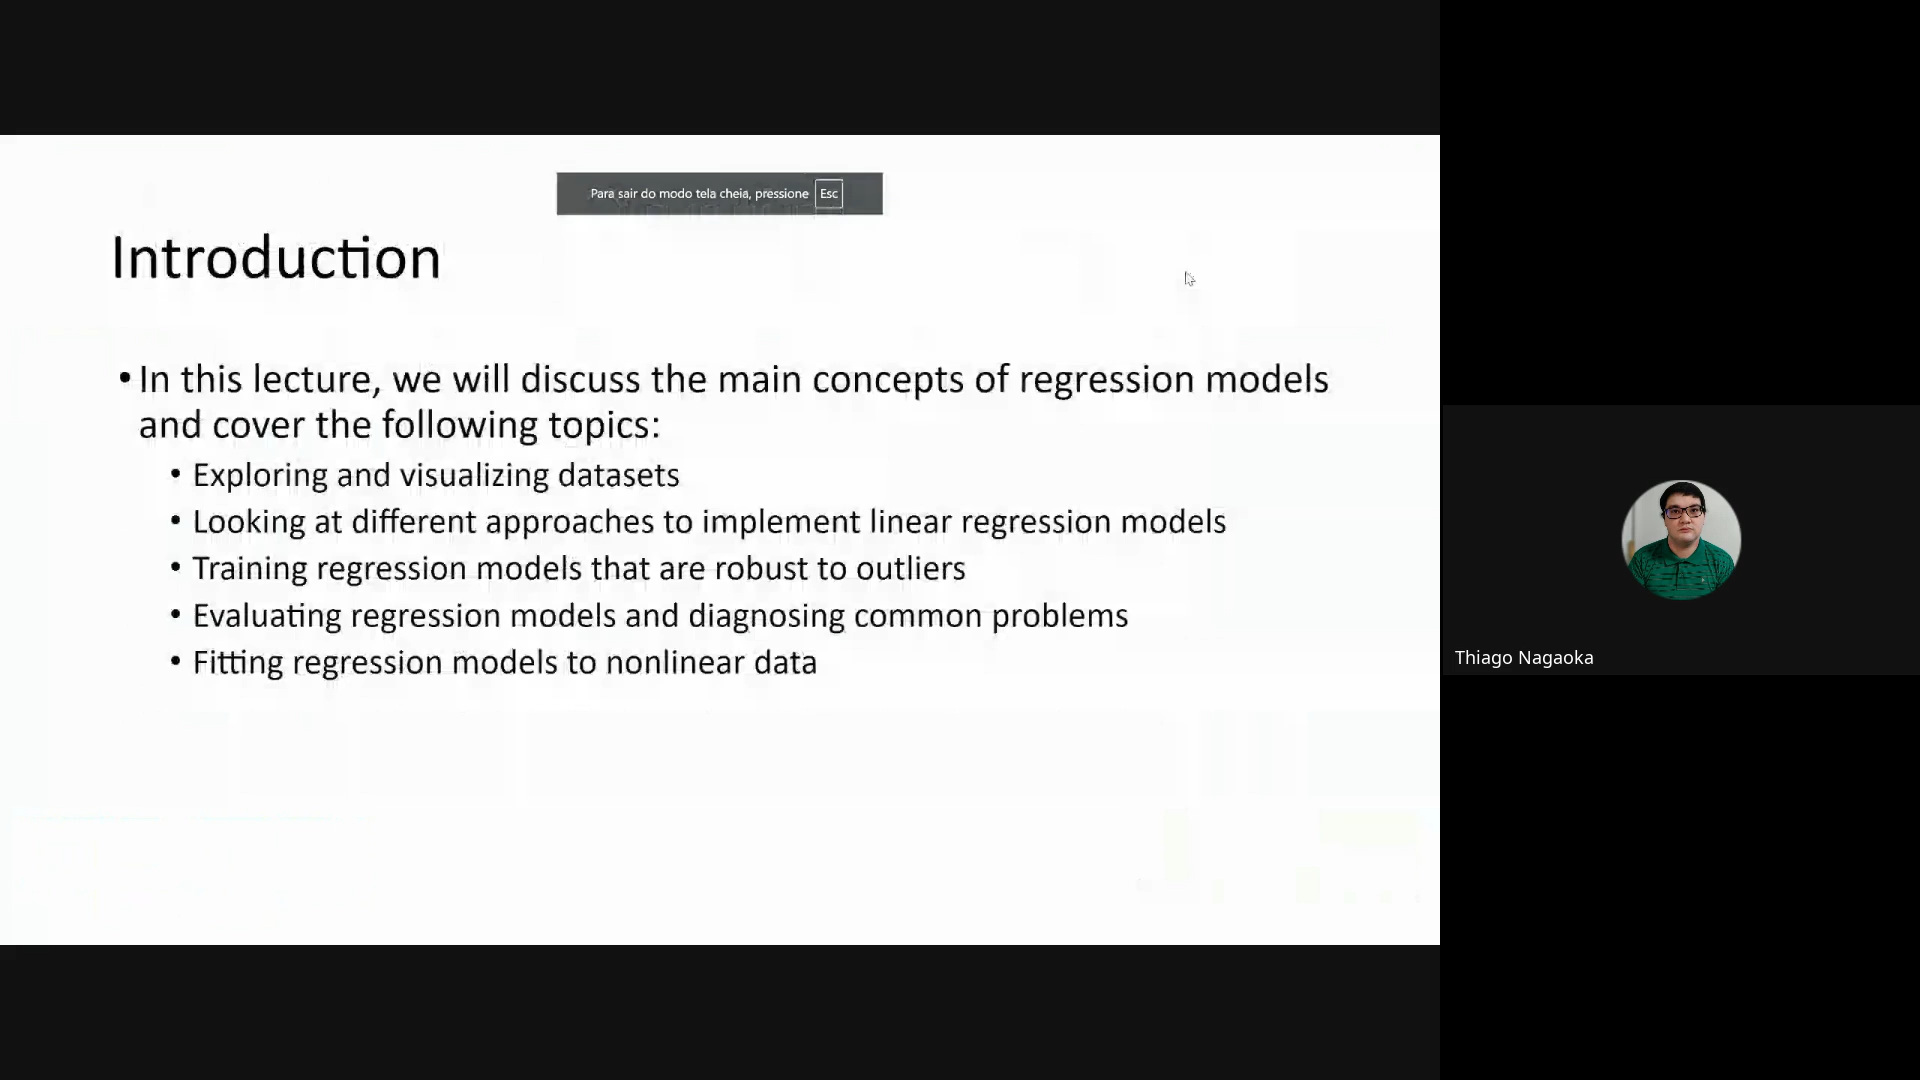 Para sair do modo tela cheia, pressione Esc
Introduction
• In this lecture, we will discuss the main concepts of regression models
and cover the following topics:
• Exploring and visualizing datasets
• Looking at different approaches to implement linear regression models
• Training regression models that are robust to outliers
• Evaluating regression models and diagnosing common problems
• Fitting regression models to nonlinear data
Thiago Nagaoka